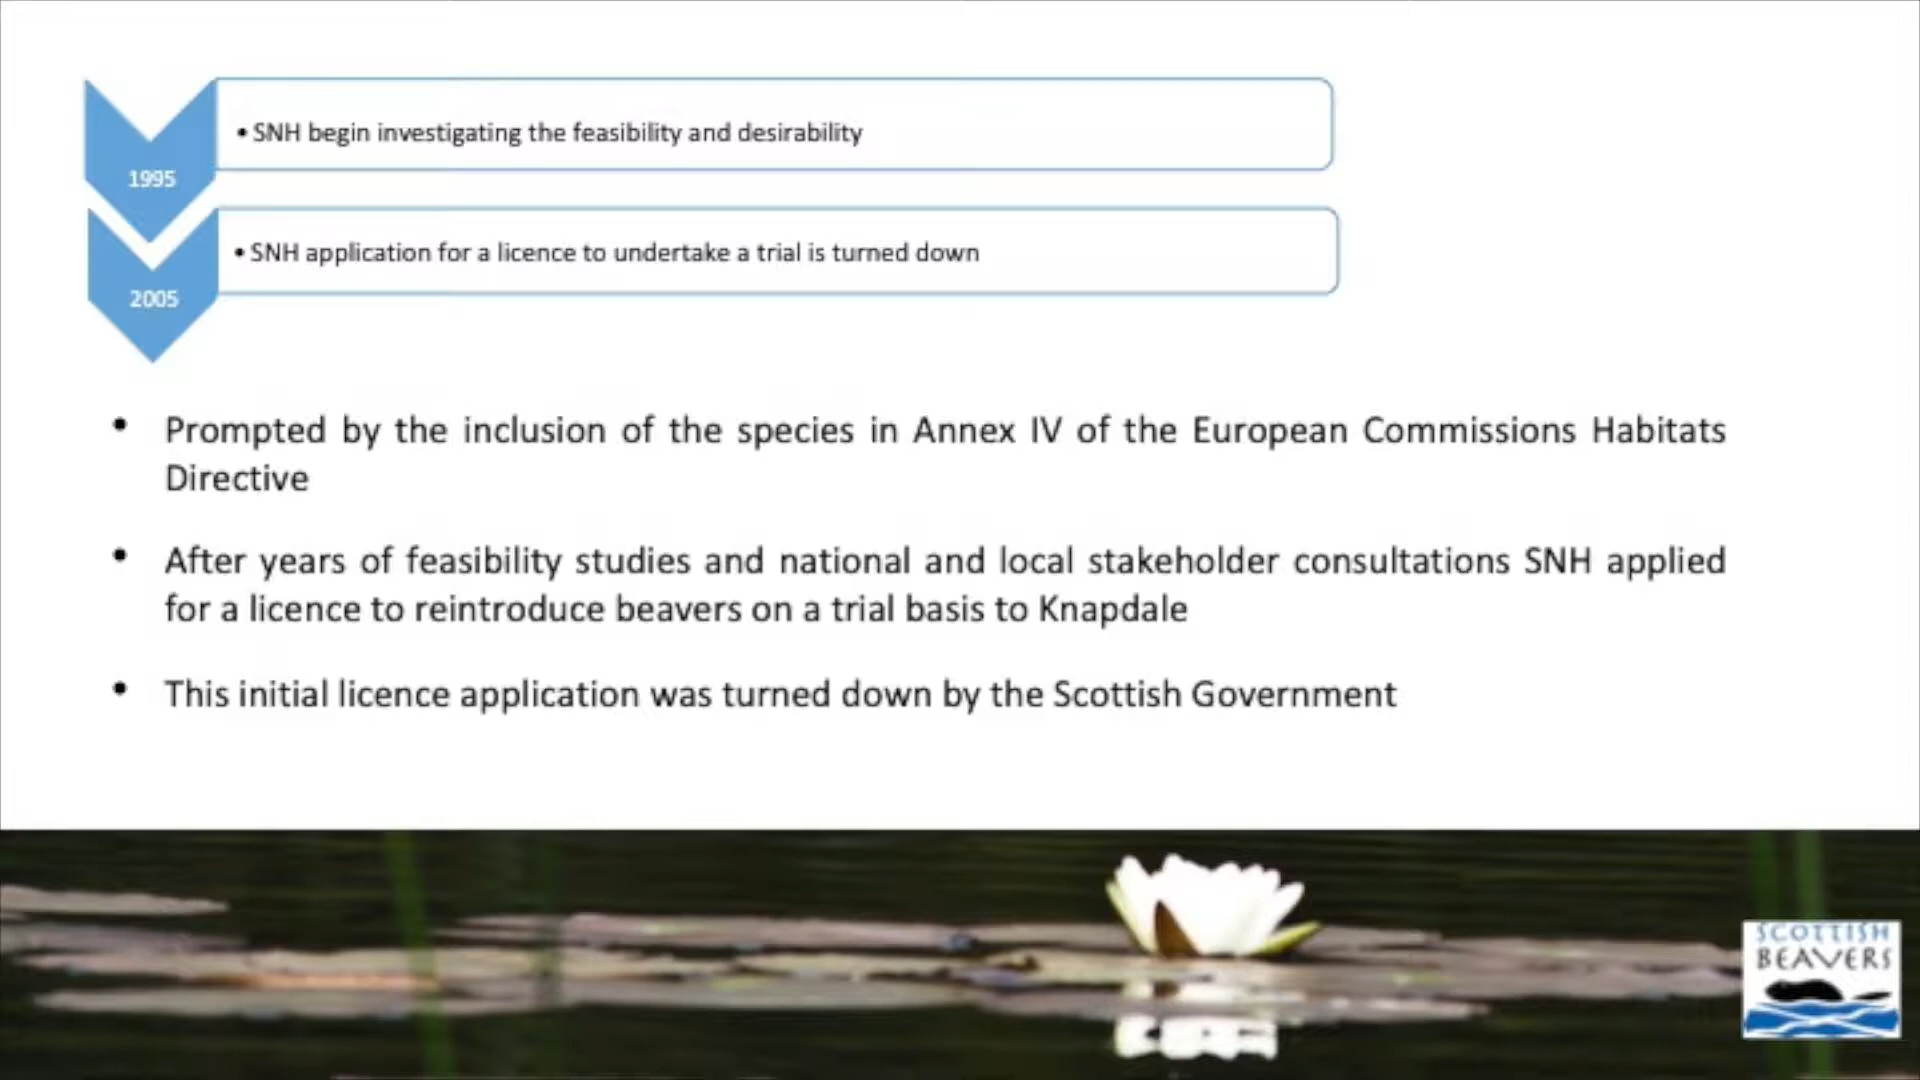 • SNH begin investigating the feasibility and desirability
1995
• SNH application for a licence to undertake a trial is turned down
2005
• Prompted by the inclusion of the species in Annex IV of the European Commissions Habitats
Directive
• After years of feasibility studies and national and local stakeholder consultations SNH applied
for a licence to reintroduce beavers on a trial basis to Knapdale
• This initial licence application was turned down by the Scottish Government
SCOTTISH
BEAVERS